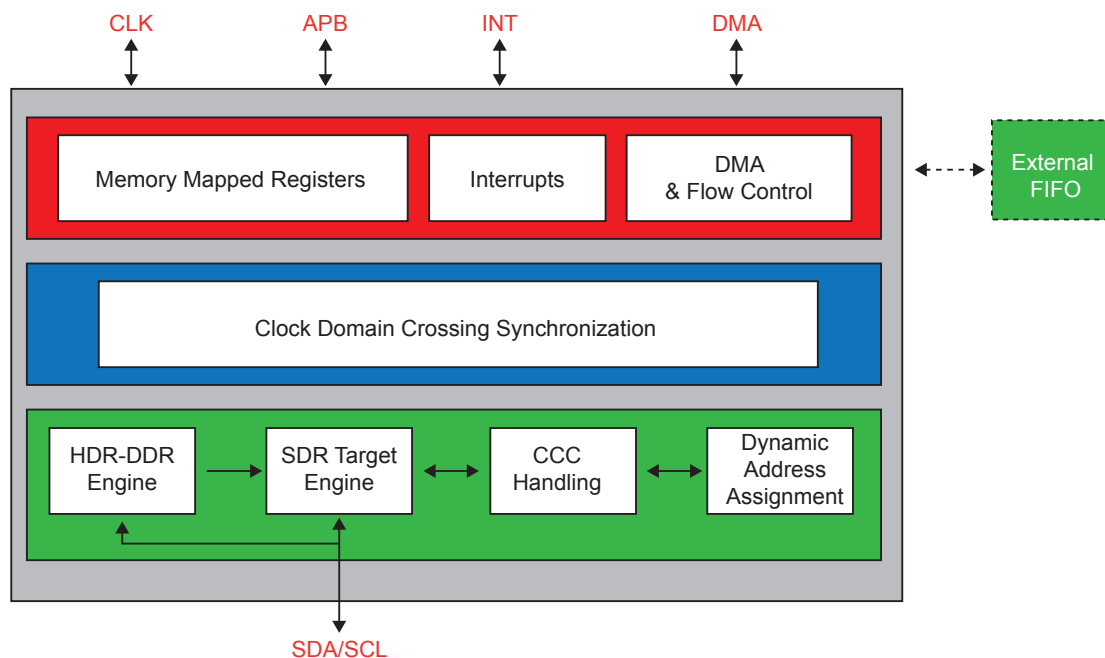 CLK
APB
INT
DMA
Memory Mapped Registers
Interrupts
DMA
& Flow Control
External
FIFO
Clock Domain Crossing Synchronization
HDR-DDR
Engine
SDR Target
Engine
CCC
Handling
Dynamic
Address
Assignment
SDA/SCL